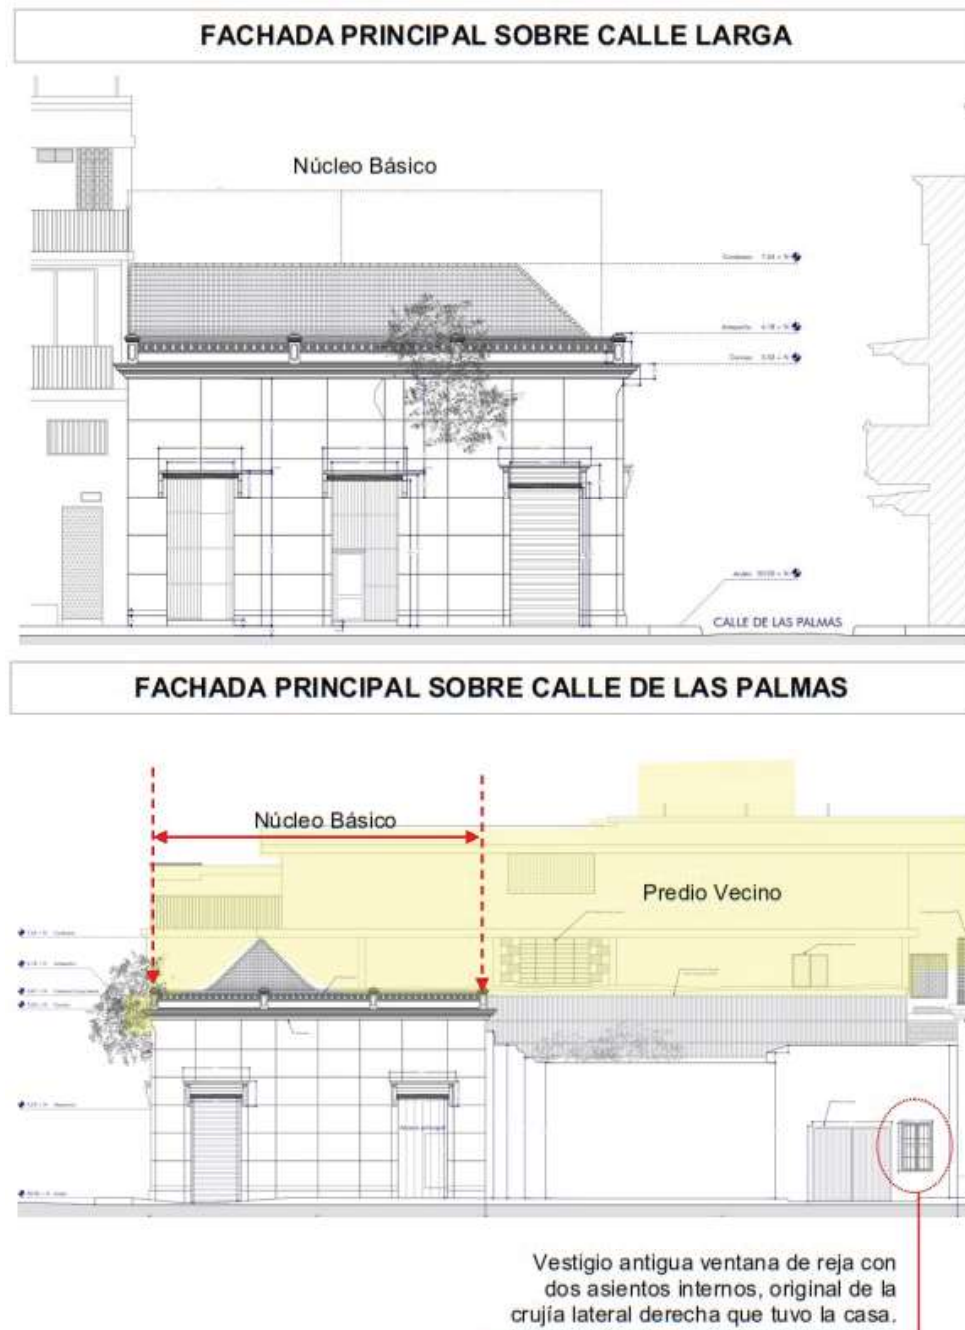 FACHADA PRINCIPAL SOBRE CALLE LARGA
Núcleo Básico
CALLE DE LAS PALMAS
FACHADA PRINCIPAL SOBRE CALLE DE LAS PALMAS
Núcleo Básico
Predio Vecino
Vestigio antigua ventana de reja con
dos asientos internos, original de la
crujía lateral derecha que tuvo la casa.